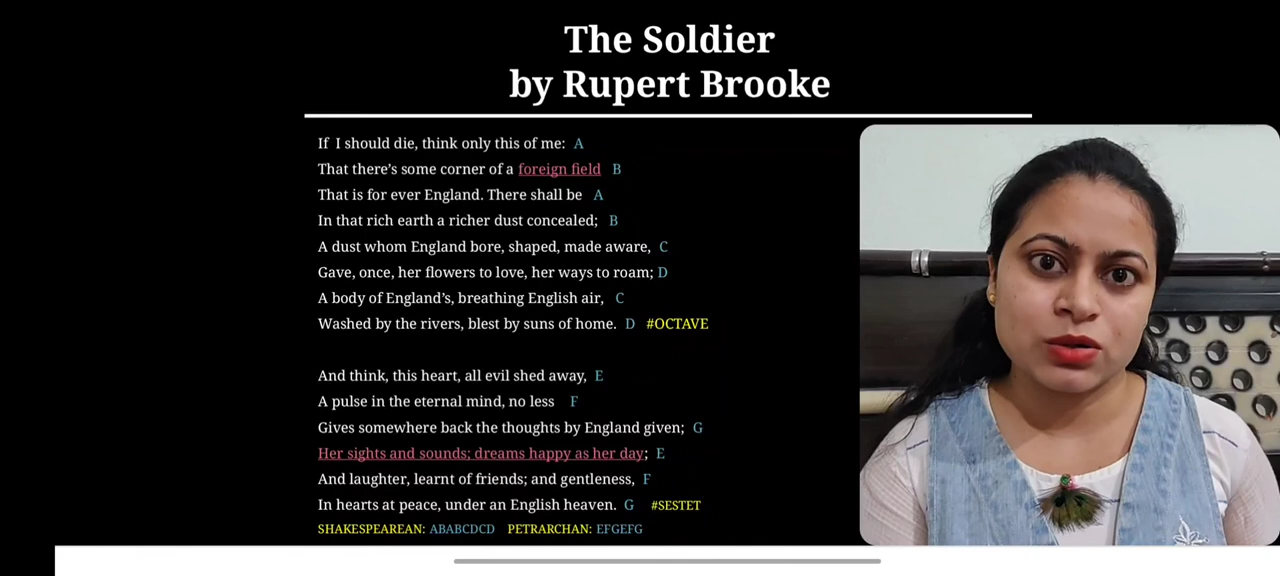 The Soldier
by Rupert Brooke
If I should die, think only this of me: A
That there's some corner of a foreign field B
That is for ever England. There shall be A
In that rich earth a richer dust concealed; B
A dust whom England bore, shaped, made aware, C
Gave, once, her flowers to love, her ways to roam; D
A body of England's, breathing English air, C
Washed by the rivers, blest by suns of home. D #OCTAVE
And think, this heart, all evil shed away, E
A pulse in the eternal mind, no less F
Gives somewhere back the thoughts by England given; G
Her sights and sounds; dreams happy as her day; E
And laughter, learnt of friends; and gentleness, F
In hearts at peace, under an English heaven. G #SESTET
SHAKESPEAREAN: ABABCDCD PETRARCHAN: EFGEFG